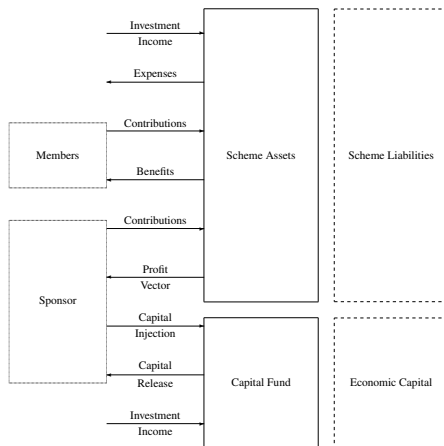 Investment
Income
Expenses
Contributions
Members
Scheme Assets
Scheme Liabilities
Benefits
Contributions
Profit
Vector
Sponsor
Capital
Injection
Capital
Release
Capital Fund
Economic Capital
Investment
Income